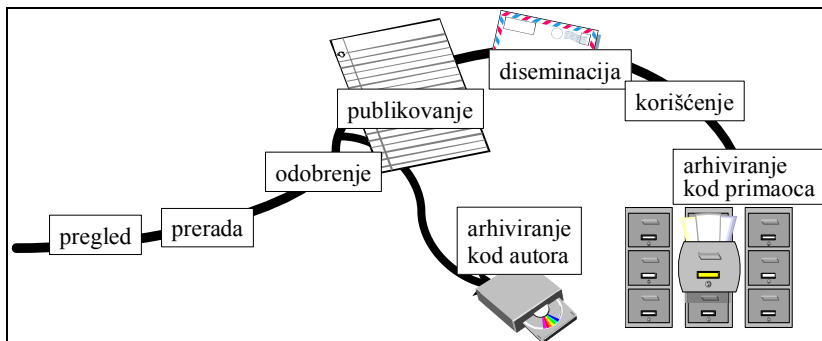 pregled
prerada
odobrenje
publikovanje
diseminacija
korišćenje
arhiviranje
kod primaoca
arhiviranje
kod autora